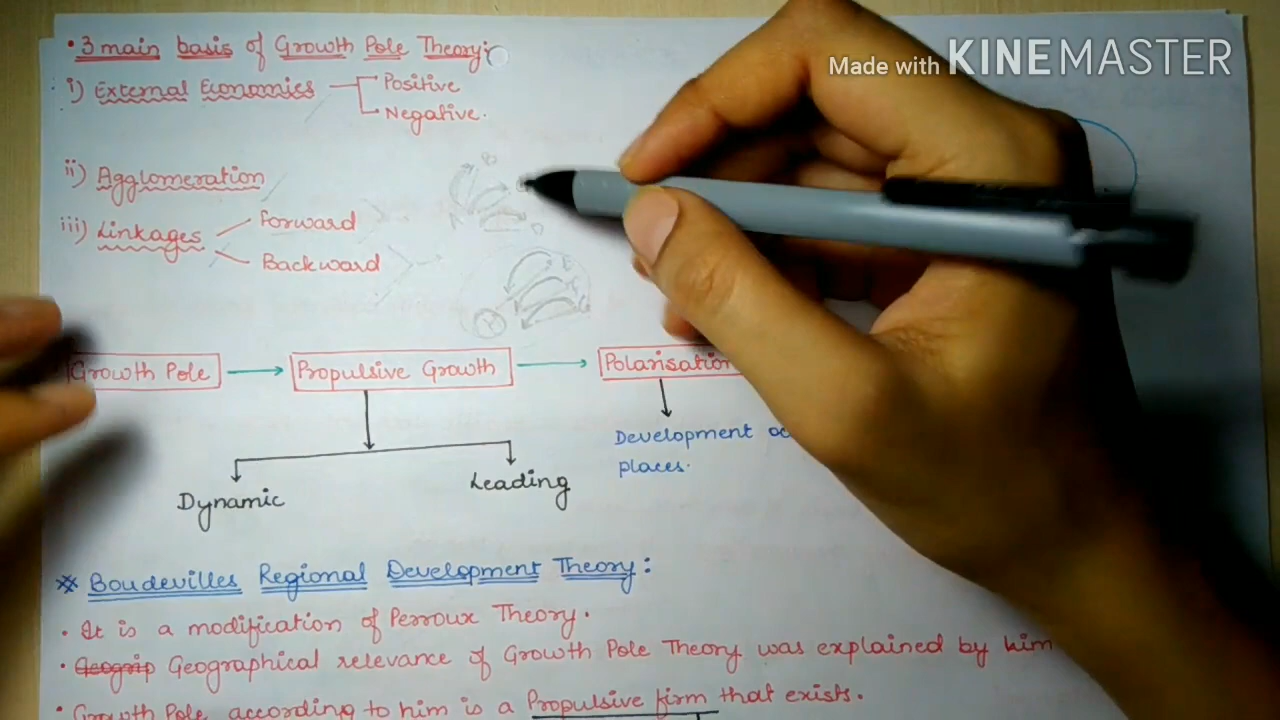 Made with KINEMASTER
• 3 main basis of Growth Pole Theory:
i) External Economics
Positive
Negative.
ii) Agglomeration
iii) Linkages
Forward
Backward
Growth Pole
Propulsive Growth
Polarisation
Development
places.
Dynamic
Leading
* Boudevilles Regional Development Theory:
• It is a modification of Perroux Theory.
• Geographical relevance of Growth Pole Theory was explained by him
• Growth Pole according to him is a Propulsive firm that exists.